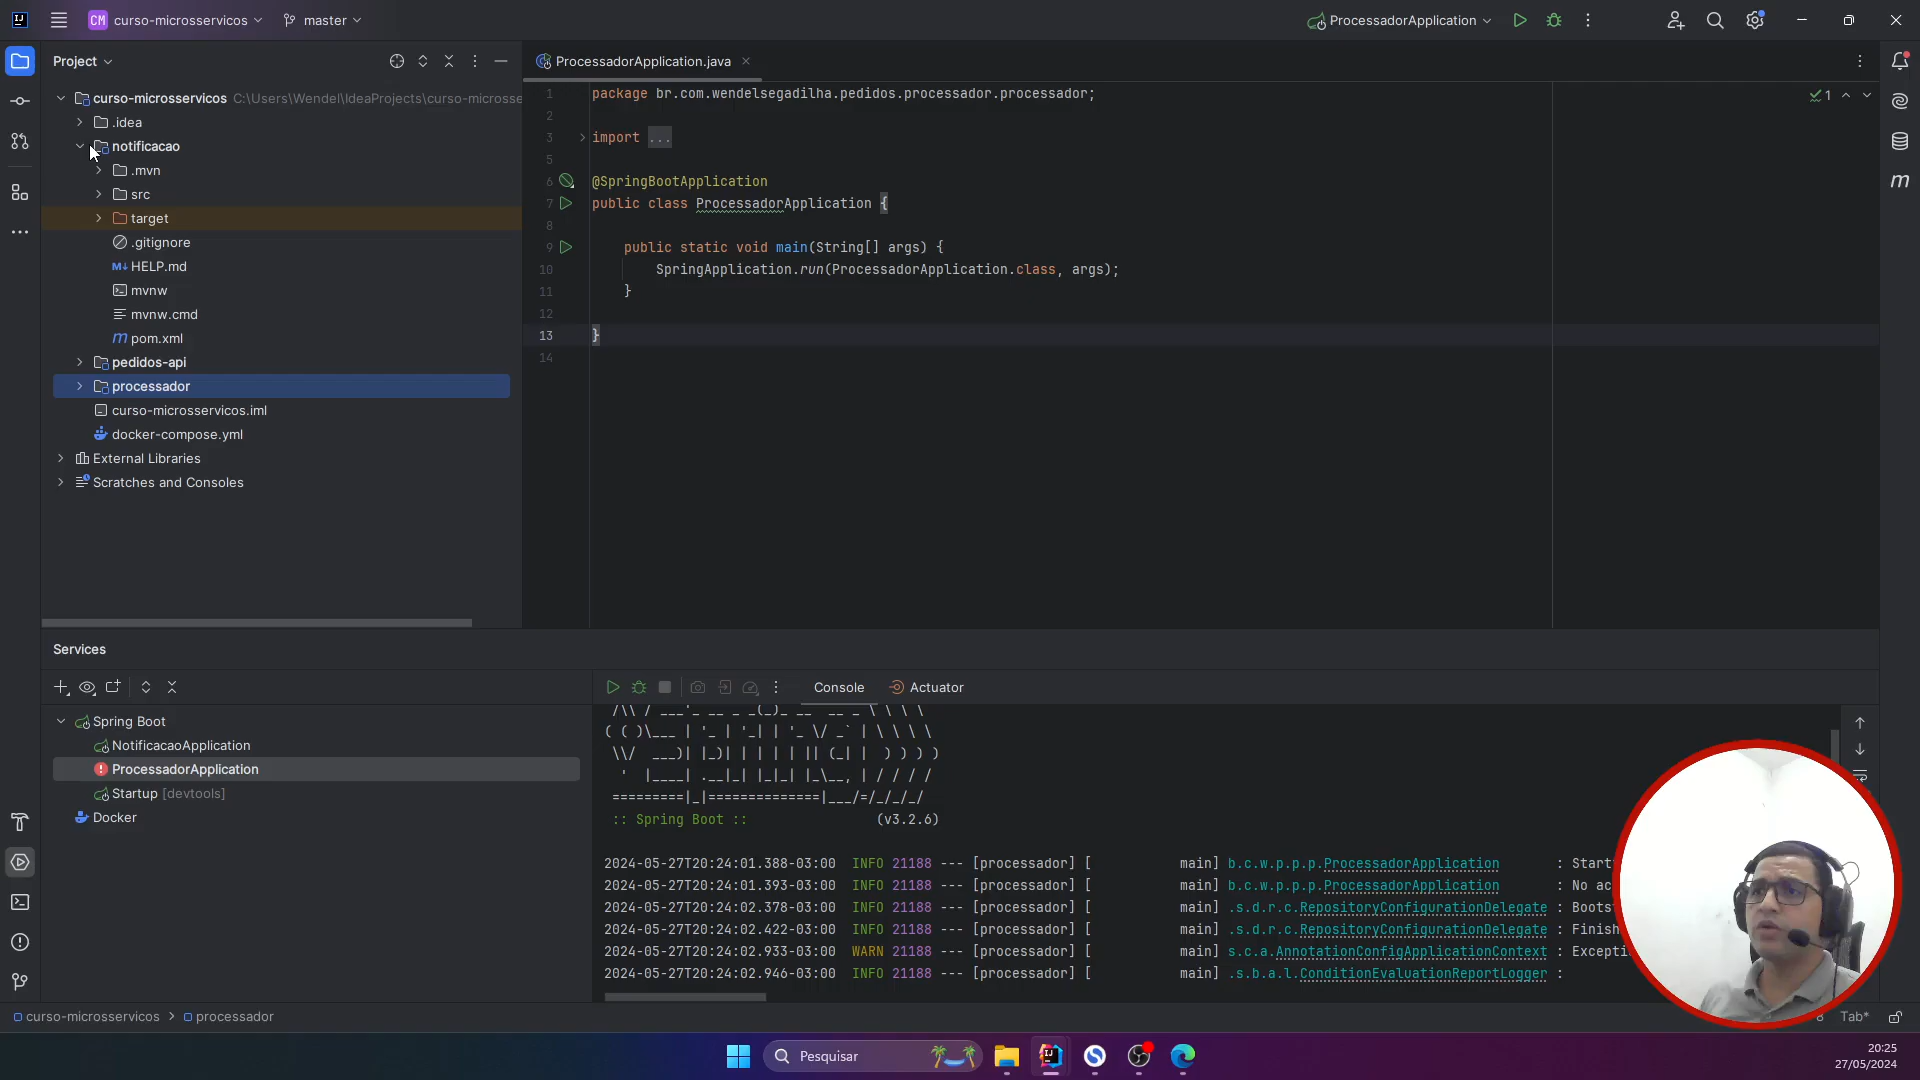 CM curso-microsservicos master ProcessadorApplication
Project
ProcessadorApplication.java
curso-microsservicos C:\Users\Wendel\IdeaProjects\curso-microsse
.idea
notificacao
.mvn
src
target
.gitignore
HELP.md
mvnw
mvnw.cmd
pom.xml
pedidos-api
processador
curso-microsservicos.iml
docker-compose.yml
External Libraries
Scratches and Consoles
1 package br.com.wendelsegadilha.pedidos.processador.processador;
2
3 import ...
5
6 @SpringBootApplication
7 public class ProcessadorApplication {
8
9 public static void main(String[] args) {
10 SpringApplication.run(ProcessadorApplication.class, args);
11 }
12
13 }
14
1
Services
Spring Boot
NotificacaoApplication
ProcessadorApplication
Startup [devtools]
Docker
Console Actuator
:: Spring Boot :: (v3.2.6)
2024-05-27T20:24:01.388-03:00 INFO 21188 --- [processador] [ main] b.c.w.p.p.p.ProcessadorApplication : Start
2024-05-27T20:24:01.393-03:00 INFO 21188 --- [processador] [ main] b.c.w.p.p.p.ProcessadorApplication : No ac
2024-05-27T20:24:02.378-03:00 INFO 21188 --- [processador] [ main] .s.d.r.c.RepositoryConfigurationDelegate : Boots
2024-05-27T20:24:02.422-03:00 INFO 21188 --- [processador] [ main] .s.d.r.c.RepositoryConfigurationDelegate : Finish
2024-05-27T20:24:02.933-03:00 WARN 21188 --- [processador] [ main] s.c.a.AnnotationConfigApplicationContext : Excepti
2024-05-27T20:24:02.946-03:00 INFO 21188 --- [processador] [ main] .s.b.a.l.ConditionEvaluationReportLogger :
curso-microsservicos > processador
Tab*
Pesquisar
20:25
27/05/2024